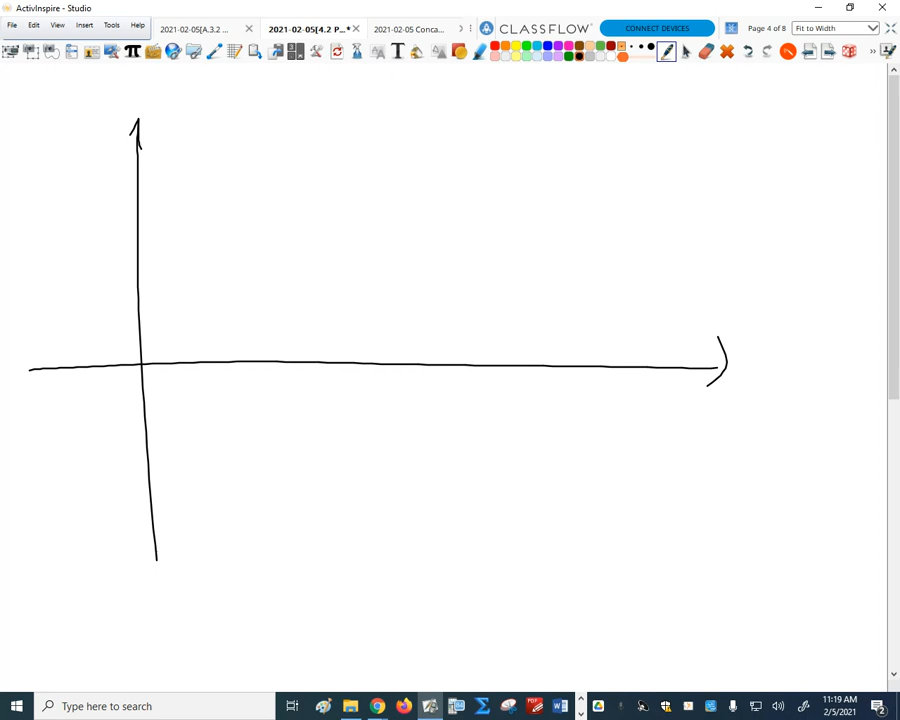 ActivInspire - Studio
File Edit View Insert Tools Help
2021-02-05[A.3.2 ...
2021-02-05[4.2 P...*
2021-02-05 Conca...
CLASSFLOW
CONNECT DEVICES
Page 4 of 8
Fit to Width
Type here to search
11:19 AM
2/5/2021
2